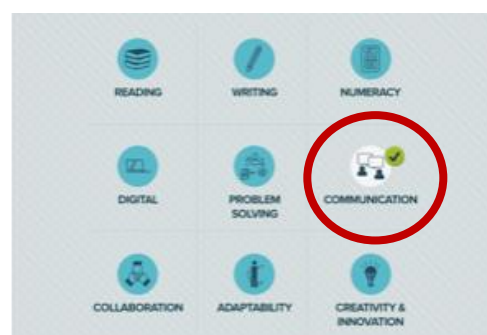 READING
WRITING
NUMERACY
DIGITAL
PROBLEM
SOLVING
COMMUNICATION
COLLABORATION
ADAPTABILITY
CREATIVITY &
INNOVATION